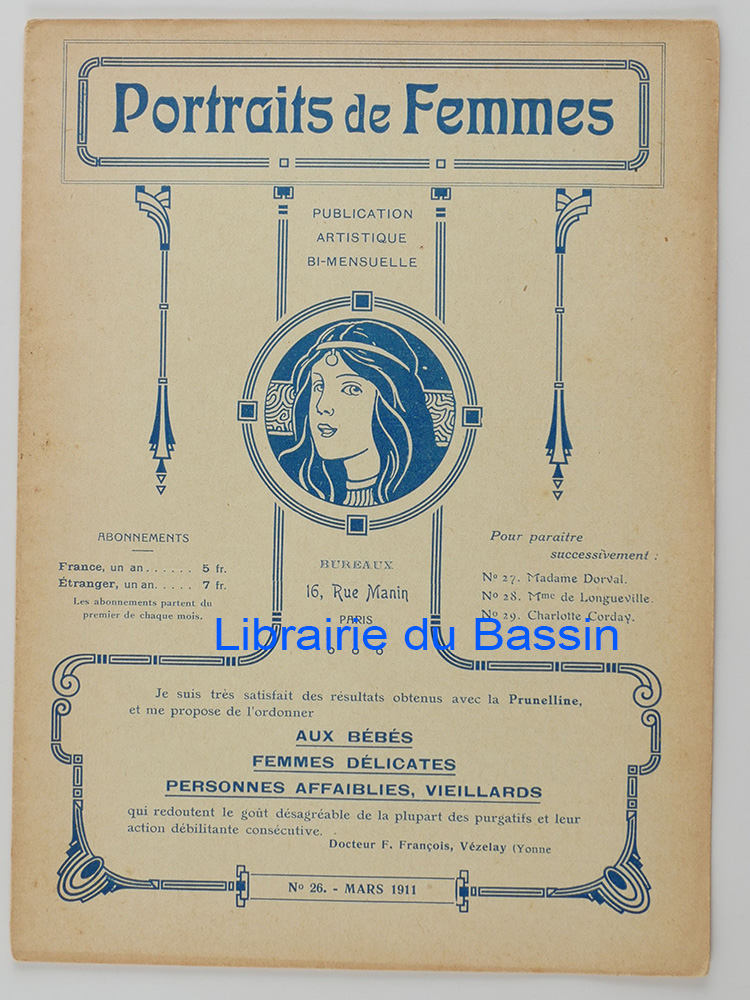 Portraits de Femmes
PUBLICATION
ARTISTIQUE
BI-MENSUELLE
ABONNEMENTS
France, un an . . . . . . 5 fr.
Étranger, un an. . . . . 7 fr.
Les abonnements partent du
premier de chaque mois.
BUREAUX
16, Rue Manin
PARIS
Pour paraître
successivement :
Nº 27. Madame Dorval.
Nº 28. Mme de Longueville.
Nº 29. Charlotte Corday.
Librairie du Bassin
Je suis très satisfait des résultats obtenus avec la Prunelline,
et me propose de l'ordonner
AUX BÉBÉS
FEMMES DÉLICATES
PERSONNES AFFAIBLIES, VIEILLARDS
qui redoutent le goût désagréable de la plupart des purgatifs et leur
action débilitante consécutive.
Docteur F. François, Vézelay (Yonne
Nº 26. - MARS 1911